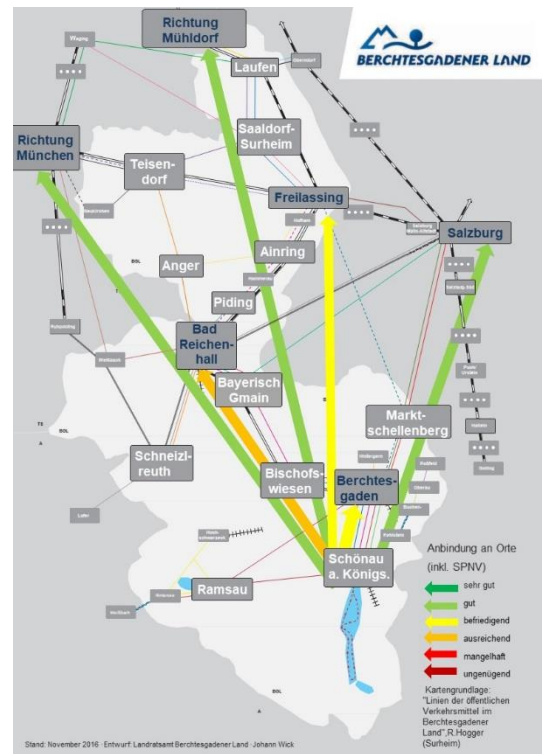 Richtung
Mühldorf
BERCHTESGADENER LAND
Waging
Laufen
Oberndorf
Saaldorf-
Surheim
Richtung
München
Teisen-
dorf
Freilassing
Salzburg
Anger
Ainring
Piding
Bad
Reichen-
hall
Bayerisch
Gmain
Markt-
schellenberg
Schneizl-
reuth
Bischofs-
wiesen
Berchtes-
gaden
Schönau
a. Königs.
Ramsau
Anbindung an Orte
(inkl. SPNV)
sehr gut
gut
befriedigend
ausreichend
mangelhaft
ungenügend
Kartengrundlage:
"Linien der öffentlichen
Verkehrsmittel im
Berchtesgadener
Land",R.Hogger
(Surheim)
Stand: November 2016 · Entwurf: Landratsamt Berchtesgadener Land · Johann Wick